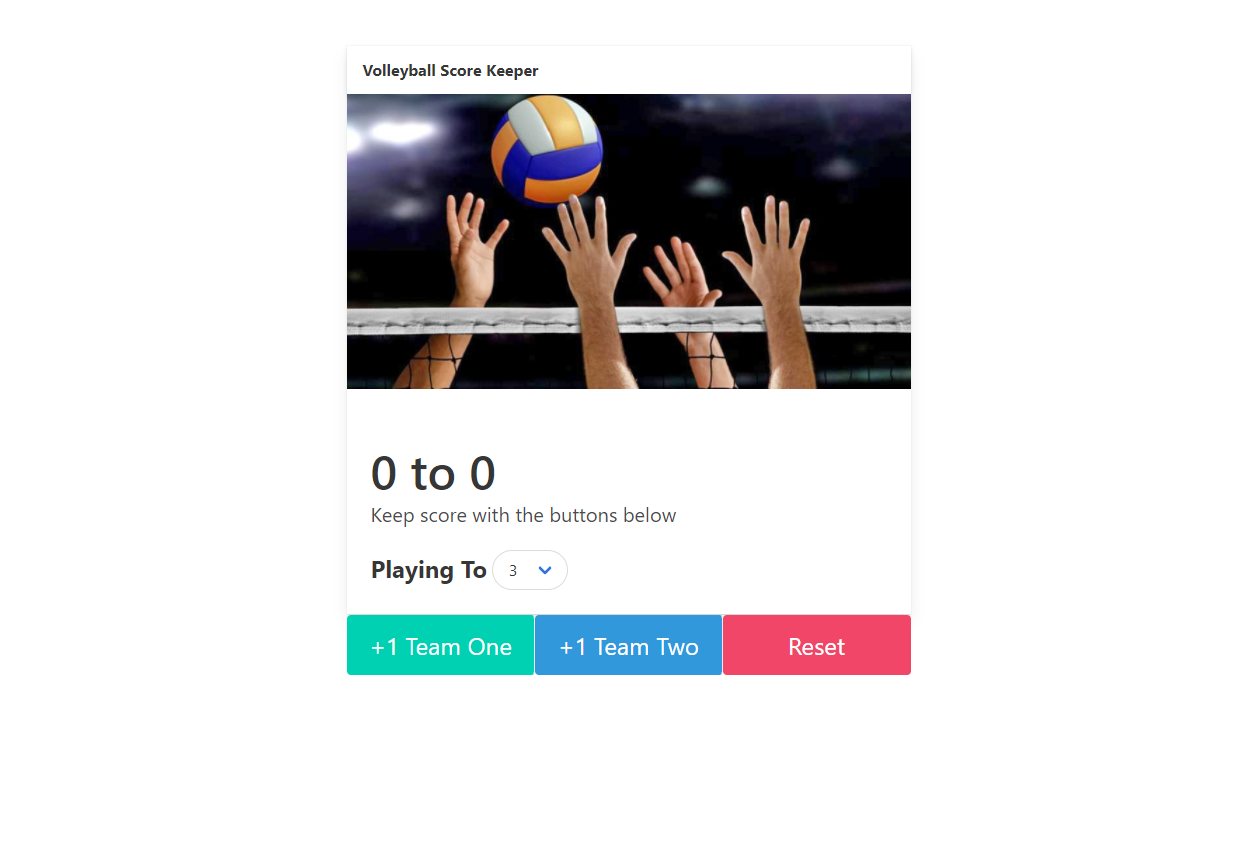 Volleyball Score Keeper
0 to 0
Keep score with the buttons below
Playing To 3
+1 Team One +1 Team Two Reset